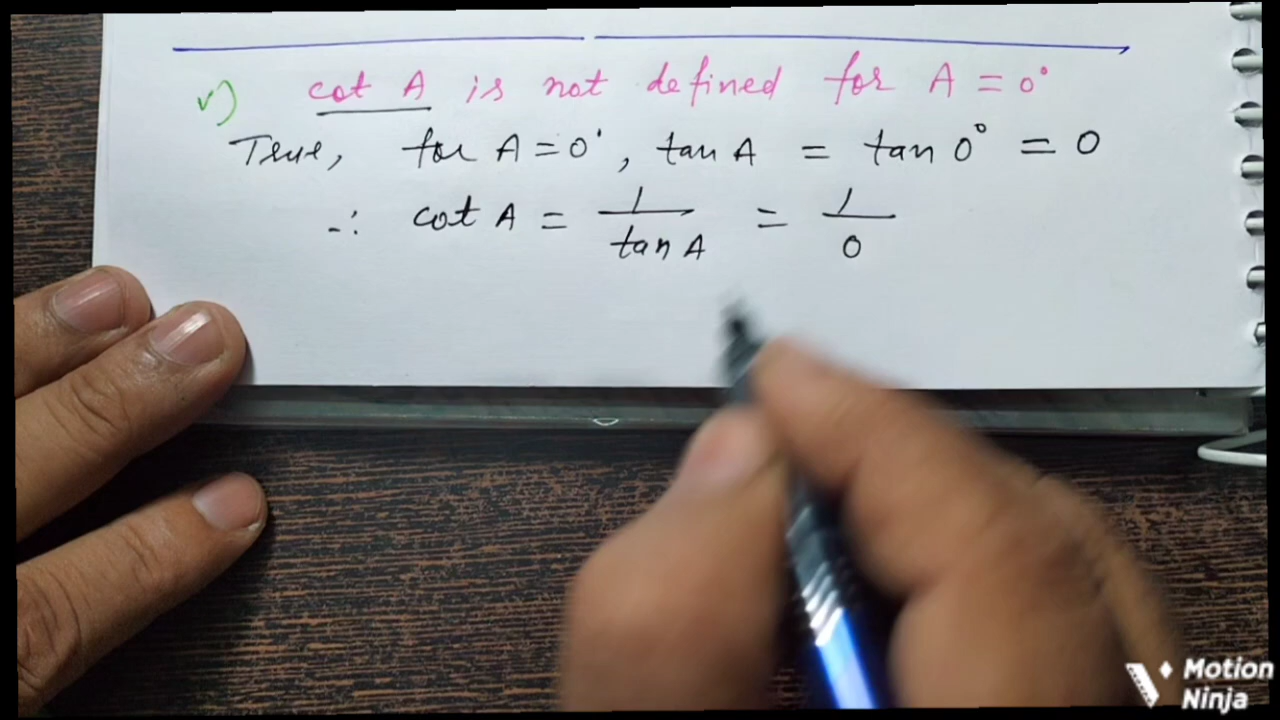 v) cot A is not defined for A = 0°
True, for A = 0°, tan A = tan 0° = 0
∴ cot A = 1/tan A = 1/0
Motion
Ninja